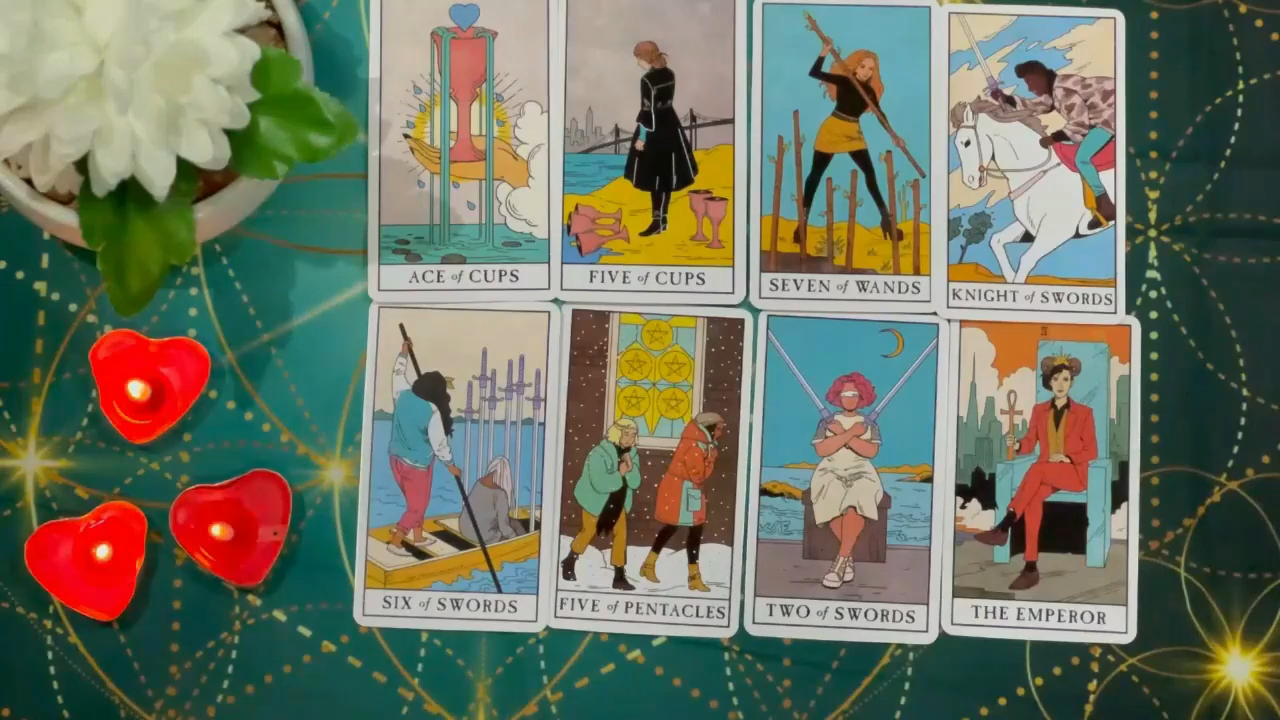 ACE of CUPS
FIVE of CUPS
SEVEN of WANDS
KNIGHT of SWORDS
SIX of SWORDS
FIVE of PENTACLES
TWO of SWORDS
THE EMPEROR